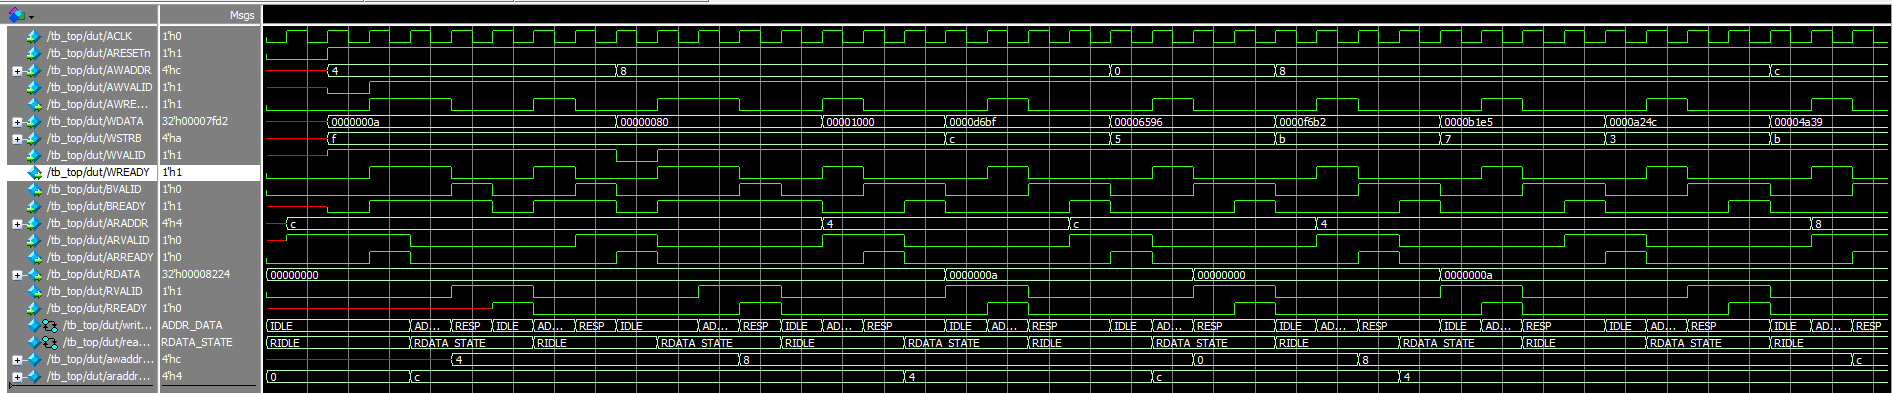 Msgs
/tb_top/dut/ACLK 1'h0
/tb_top/dut/ARESETn 1'h1
/tb_top/dut/AWADDR 4'hc 4 8 0 8 c
/tb_top/dut/AWVALID 1'h1
/tb_top/dut/AWRE... 1'h1
/tb_top/dut/WDATA 32'h00007fd2 0000000a 00000080 00001000 0000d6bf 00006596 0000f6b2 0000b1e5 0000a24c 00004a39
/tb_top/dut/WSTRB 4'ha f c 5 b 7 3 b
/tb_top/dut/WVALID 1'h1
/tb_top/dut/WREADY 1'h1
/tb_top/dut/BVALID 1'h0
/tb_top/dut/BREADY 1'h1
/tb_top/dut/ARADDR 4'h4 c 4 c 4 8
/tb_top/dut/ARVALID 1'h0
/tb_top/dut/ARREADY 1'h0
/tb_top/dut/RDATA 32'h00008224 00000000 0000000a 00000000 0000000a
/tb_top/dut/RVALID 1'h1
/tb_top/dut/RREADY 1'h0
/tb_top/dut/writ... ADDR_DATA IDLE AD... RESP IDLE AD... RESP IDLE AD... RESP IDLE AD... RESP IDLE AD... RESP IDLE AD... RESP IDLE AD... RESP IDLE AD... RESP IDLE AD... RESP IDLE AD... RESP
/tb_top/dut/rea... RDATA_STATE RIDLE RDATA_STATE RIDLE RDATA_STATE RIDLE RDATA_STATE RIDLE RDATA_STATE RIDLE RDATA_STATE RIDLE RDATA_STATE RIDLE
/tb_top/dut/awaddr... 4'hc 4 8 0 8 c
/tb_top/dut/araddr... 4'h4 0 c 4 c 4